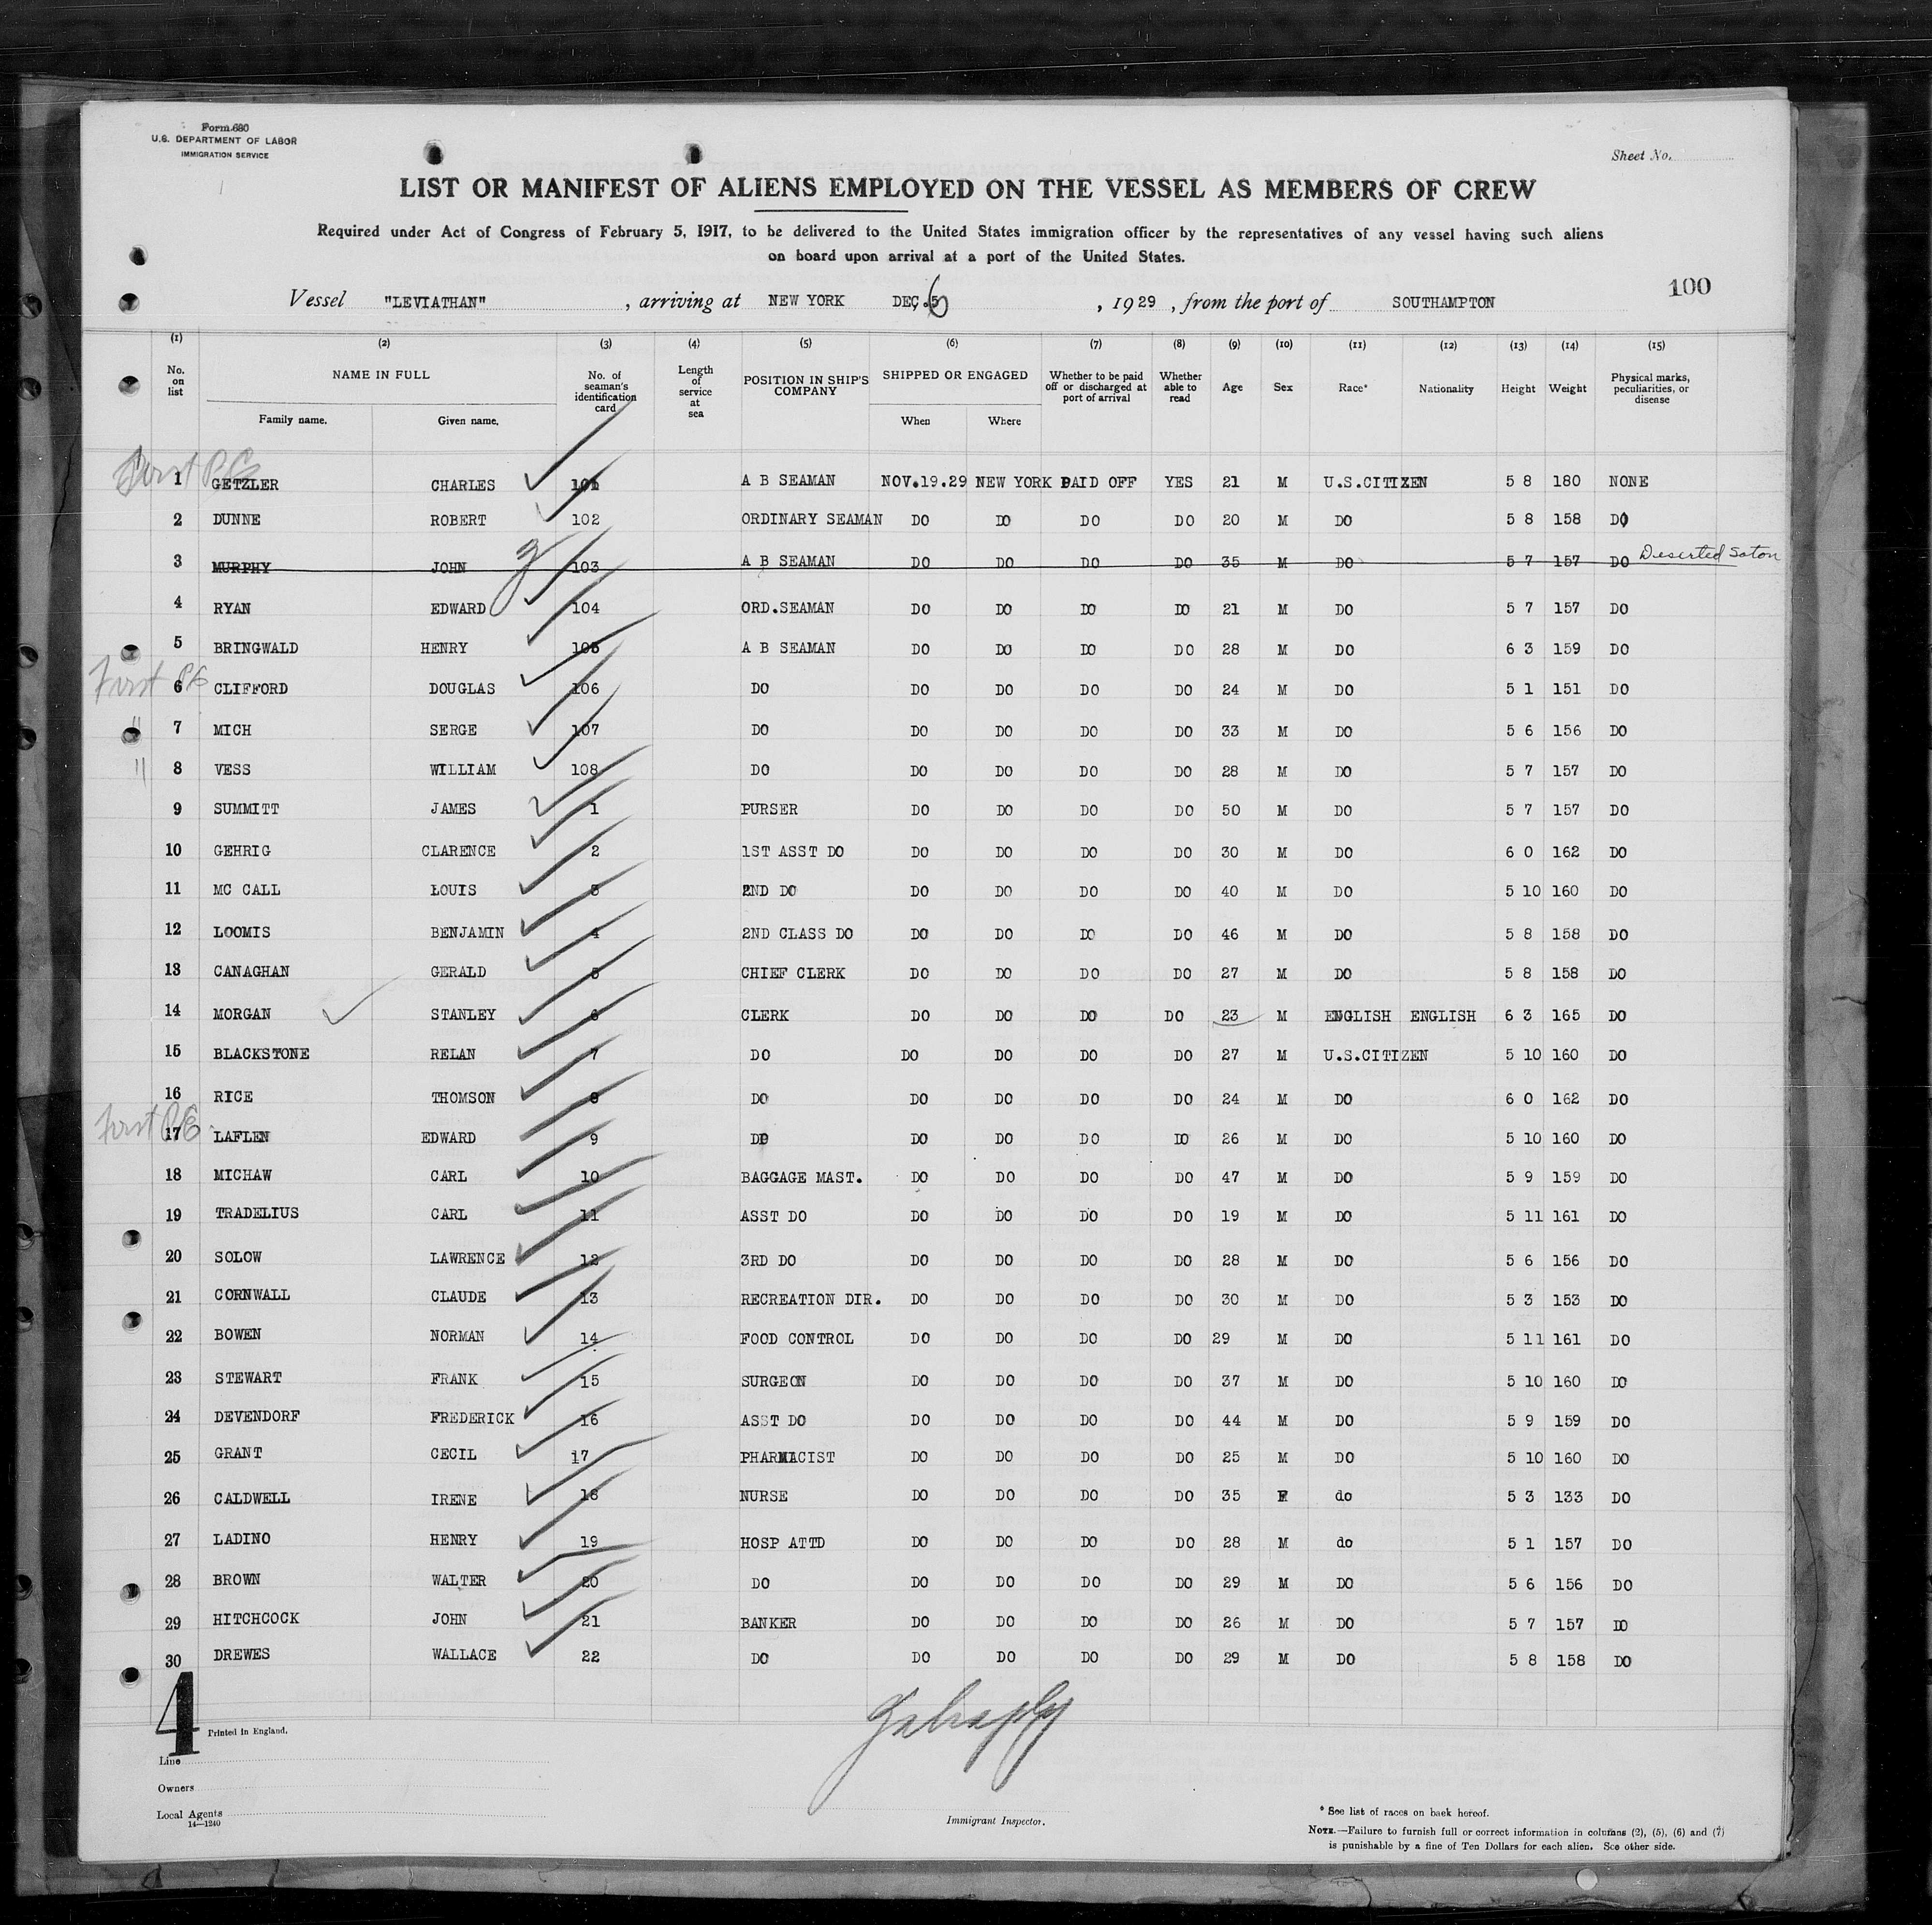 Form 680
U.S. DEPARTMENT OF LABOR
IMMIGRATION SERVICE
Sheet No.
LIST OR MANIFEST OF ALIENS EMPLOYED ON THE VESSEL AS MEMBERS OF CREW
Required under Act of Congress of February 5, 1917, to be delivered to the United States immigration officer by the representatives of any vessel having such aliens
on board upon arrival at a port of the United States.
100
Vessel "LEVIATHAN", arriving at NEW YORK DEC. 6, 1929, from the port of SOUTHAMPTON
(1) (2) (3) (4) (5) (6) (7) (8) (9) (10) (11) (12) (13) (14) (15)
No. on list NAME IN FULL Family name. Given name. No. of seaman's identification card Length of service at sea POSITION IN SHIP'S COMPANY SHIPPED OR ENGAGED When Where Whether to be paid off or discharged at port of arrival Whether able to read Age Sex Race* Nationality Height Weight Physical marks, peculiarities, or disease
First
1 GETZLER CHARLES 101 A B SEAMAN NOV.19.29 NEW YORK PAID OFF YES 21 M U.S.CITIZEN 5 8 180 NONE
2 DUNNE ROBERT 102 ORDINARY SEAMAN DO DO DO DO 20 M DO 5 8 158 DO
3 MURPHY JOHN 103 A B SEAMAN DO DO DO DO 35 M DO 5 7 157 DO Deserted Soton
4 RYAN EDWARD 104 ORD.SEAMAN DO DO DO DO 21 M DO 5 7 157 DO
5 BRINGWALD HENRY 105 A B SEAMAN DO DO DO DO 28 M DO 6 3 159 DO
First
6 CLIFFORD DOUGLAS 106 DO DO DO DO DO 24 M DO 5 1 151 DO
" 7 MICH SERGE 107 DO DO DO DO DO 33 M DO 5 6 156 DO
" 8 VESS WILLIAM 108 DO DO DO DO DO 28 M DO 5 7 157 DO
9 SUMMITT JAMES 1 PURSER DO DO DO DO 50 M DO 5 7 157 DO
10 GEHRIG CLARENCE 2 1ST ASST DO DO DO DO DO 30 M DO 6 0 162 DO
11 MC CALL LOUIS 3 2ND DO DO DO DO DO 40 M DO 5 10 160 DO
12 LOOMIS BENJAMIN 4 2ND CLASS DO DO DO DO DO 46 M DO 5 8 158 DO
13 CANAGHAN GERALD 5 CHIEF CLERK DO DO DO DO 27 M DO 5 8 158 DO
14 MORGAN STANLEY 6 CLERK DO DO DO DO 23 M ENGLISH ENGLISH 6 3 165 DO
15 BLACKSTONE RELAN 7 DO DO DO DO DO 27 M U.S.CITIZEN 5 10 160 DO
16 RICE THOMSON 8 DO DO DO DO DO 24 M DO 6 0 162 DO
First
17 LAFLEN EDWARD 9 DO DO DO DO DO 26 M DO 5 10 160 DO
18 MICHAW CARL 10 BAGGAGE MAST. DO DO DO DO 47 M DO 5 9 159 DO
19 TRADELIUS CARL 11 ASST DO DO DO DO DO 19 M DO 5 11 161 DO
20 SOLOW LAWRENCE 12 3RD DO DO DO DO DO 28 M DO 5 6 156 DO
21 CORNWALL CLAUDE 13 RECREATION DIR. DO DO DO DO 30 M DO 5 3 153 DO
22 BOWEN NORMAN 14 FOOD CONTROL DO DO DO DO 29 M DO 5 11 161 DO
23 STEWART FRANK 15 SURGEON DO DO DO DO 37 M DO 5 10 160 DO
24 DEVENDORF FREDERICK 16 ASST DO DO DO DO DO 44 M DO 5 9 159 DO
25 GRANT CECIL 17 PHARMACIST DO DO DO DO 25 M DO 5 10 160 DO
26 CALDWELL IRENE 18 NURSE DO DO DO DO 35 F do 5 3 133 DO
27 LADINO HENRY 19 HOSP ATTD DO DO DO DO 28 M do 5 1 157 DO
28 BROWN WALTER 20 DO DO DO DO DO 29 M DO 5 6 156 DO
29 HITCHCOCK JOHN 21 BANKER DO DO DO DO 26 M DO 5 7 157 DO
30 DREWES WALLACE 22 DO DO DO DO DO 29 M DO 5 8 158 DO
4
Printed in England.
Line
Owners
Local Agents
14—1240
Immigrant Inspector.
* See list of races on back hereof.
NOTE.—Failure to furnish full or correct information in columns (2), (5), (6) and (7)
is punishable by a fine of Ten Dollars for each alien. See other side.